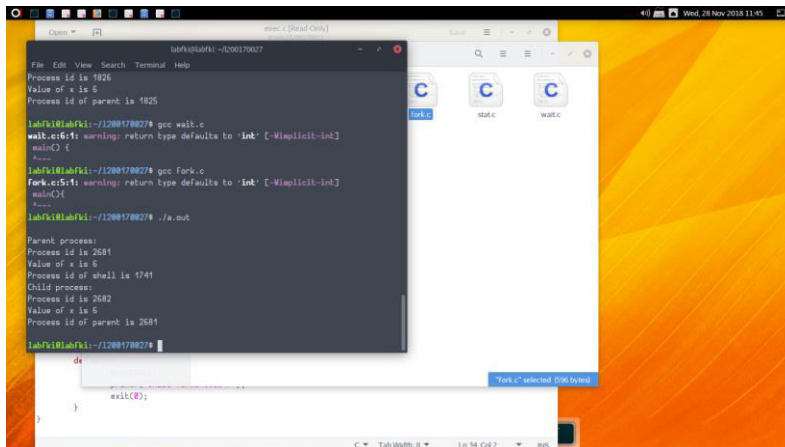 Wed, 28 Nov 2018 11:45
Open
exec.c [Read-Only]
Save
labfki@labfki: ~/l200170027
File Edit View Search Terminal Help
Process id is 1826
Value of x is 6
Process id of parent is 1825
labfki@labfki:~/l200170027$ gcc wait.c
wait.c:6:1: warning: return type defaults to 'int' [-Wimplicit-int]
main() {
^~~~
labfki@labfki:~/l200170027$ gcc fork.c
fork.c:5:1: warning: return type defaults to 'int' [-Wimplicit-int]
main(){
^~~~
labfki@labfki:~/l200170027$ ./a.out
Parent process:
Process id is 2681
Value of x is 6
Process id of shell is 1741
Child process:
Process id is 2682
Value of x is 6
Process id of parent is 2681
labfki@labfki:~/l200170027$
C C C
fork.c stat.c wait.c
"fork.c" selected (596 bytes)
de
exit(0);
}
}
C Tab Width: 8 Ln 34, Col 2 INS